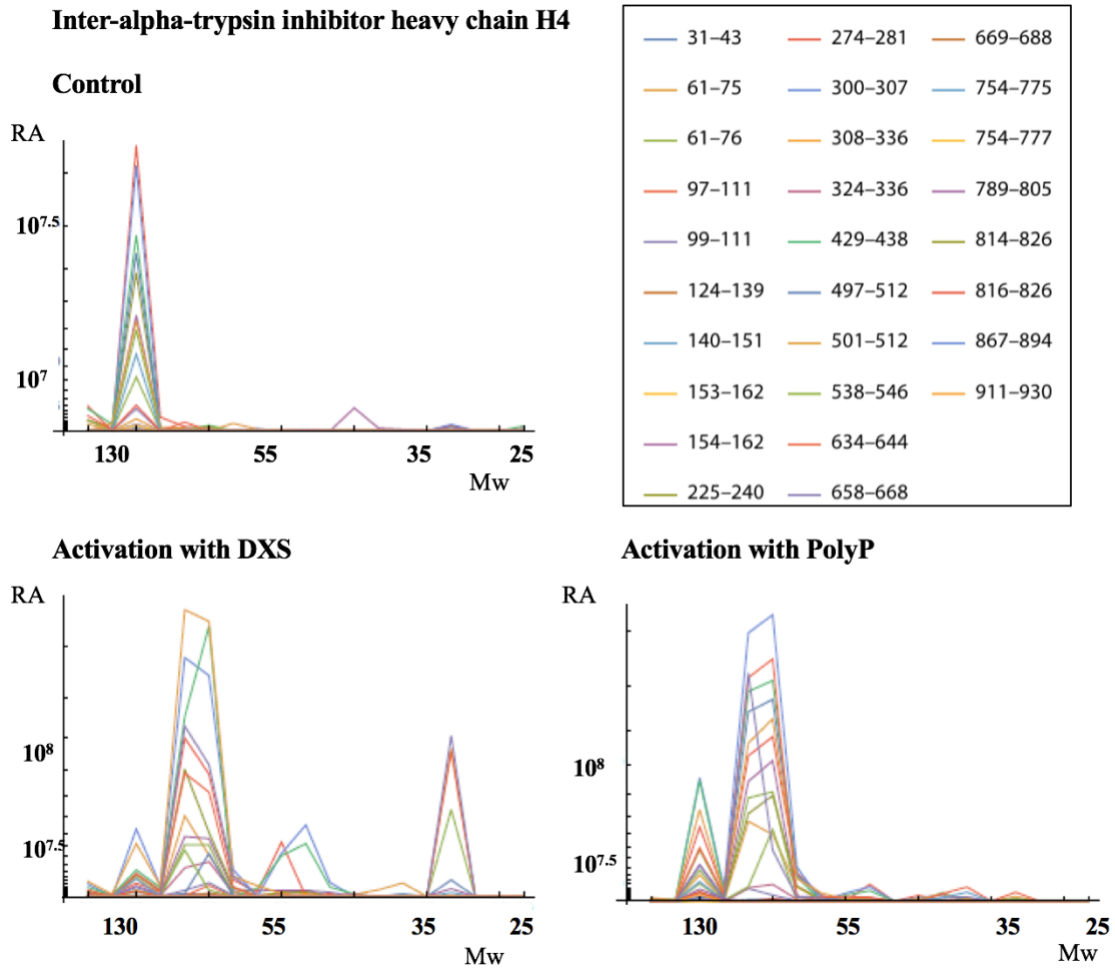 Inter-alpha-trypsin inhibitor heavy chain H4
Control
RA
10^7.5
10^7
130 55 35 25
Mw
31–43 274–281 669–688
61–75 300–307 754–775
61–76 308–336 754–777
97–111 324–336 789–805
99–111 429–438 814–826
124–139 497–512 816–826
140–151 501–512 867–894
153–162 538–546 911–930
154–162 634–644
225–240 658–668
Activation with DXS
RA
10^8
10^7.5
130 55 35 25
Mw
Activation with PolyP
RA
10^8
10^7.5
130 55 35 25
Mw